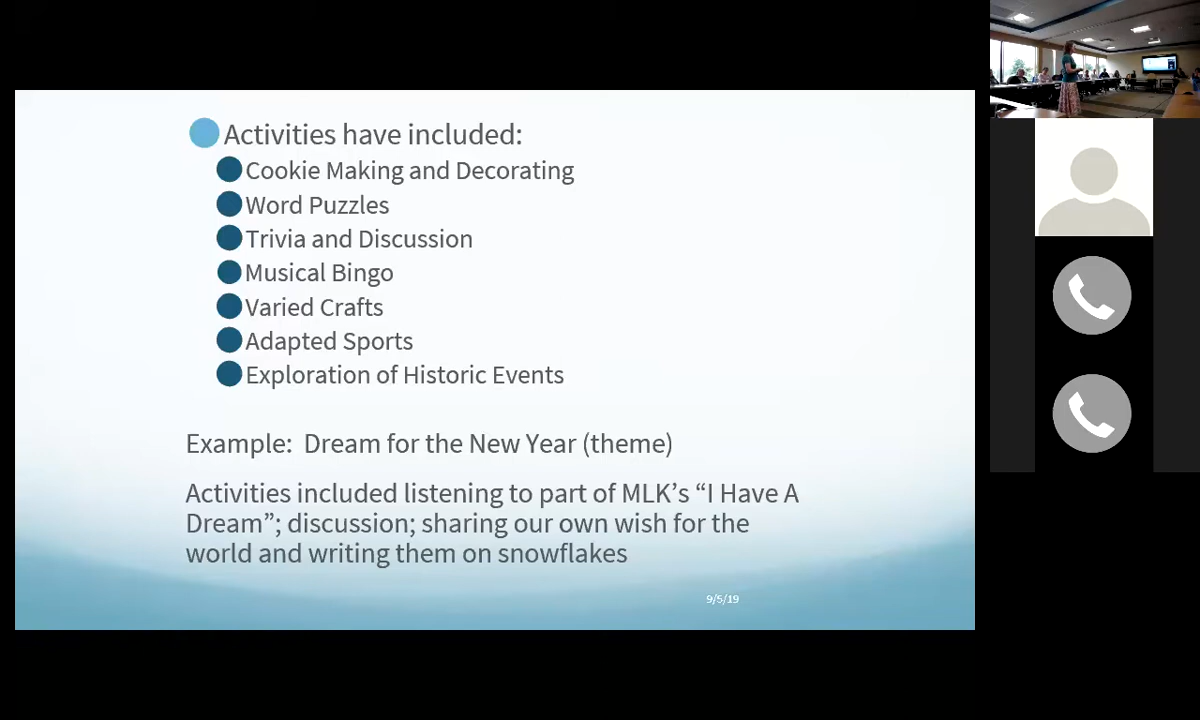 Activities have included:
Cookie Making and Decorating
Word Puzzles
Trivia and Discussion
Musical Bingo
Varied Crafts
Adapted Sports
Exploration of Historic Events
Example:  Dream for the New Year (theme)
Activities included listening to part of MLK’s “I Have A
Dream”; discussion; sharing our own wish for the
world and writing them on snowflakes
9/5/19